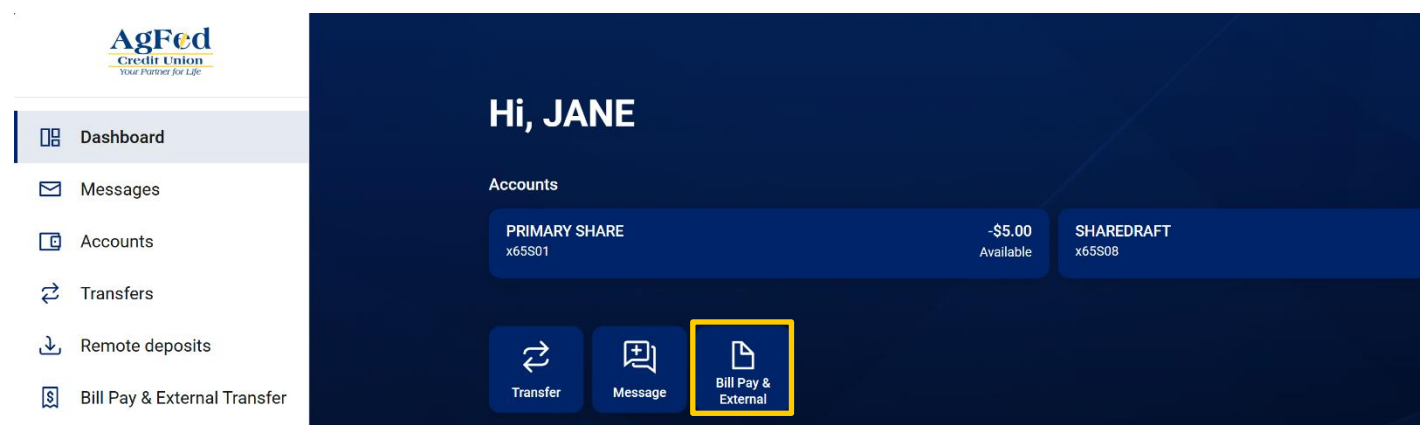 AgFed
Credit Union
Your Partner for Life
Dashboard
Messages
Accounts
Transfers
Remote deposits
Bill Pay & External Transfer
Hi, JANE
Accounts
PRIMARY SHARE
x65S01
-$5.00
Available
SHAREDRAFT
x65S08
Transfer
Message
Bill Pay &
External